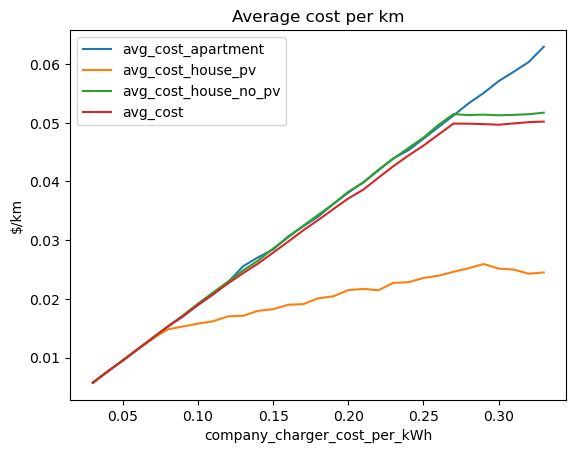 Average cost per km
avg_cost_apartment
avg_cost_house_pv
avg_cost_house_no_pv
avg_cost
$/km
0.06
0.05
0.04
0.03
0.02
0.01
0.05 0.10 0.15 0.20 0.25 0.30
company_charger_cost_per_kWh